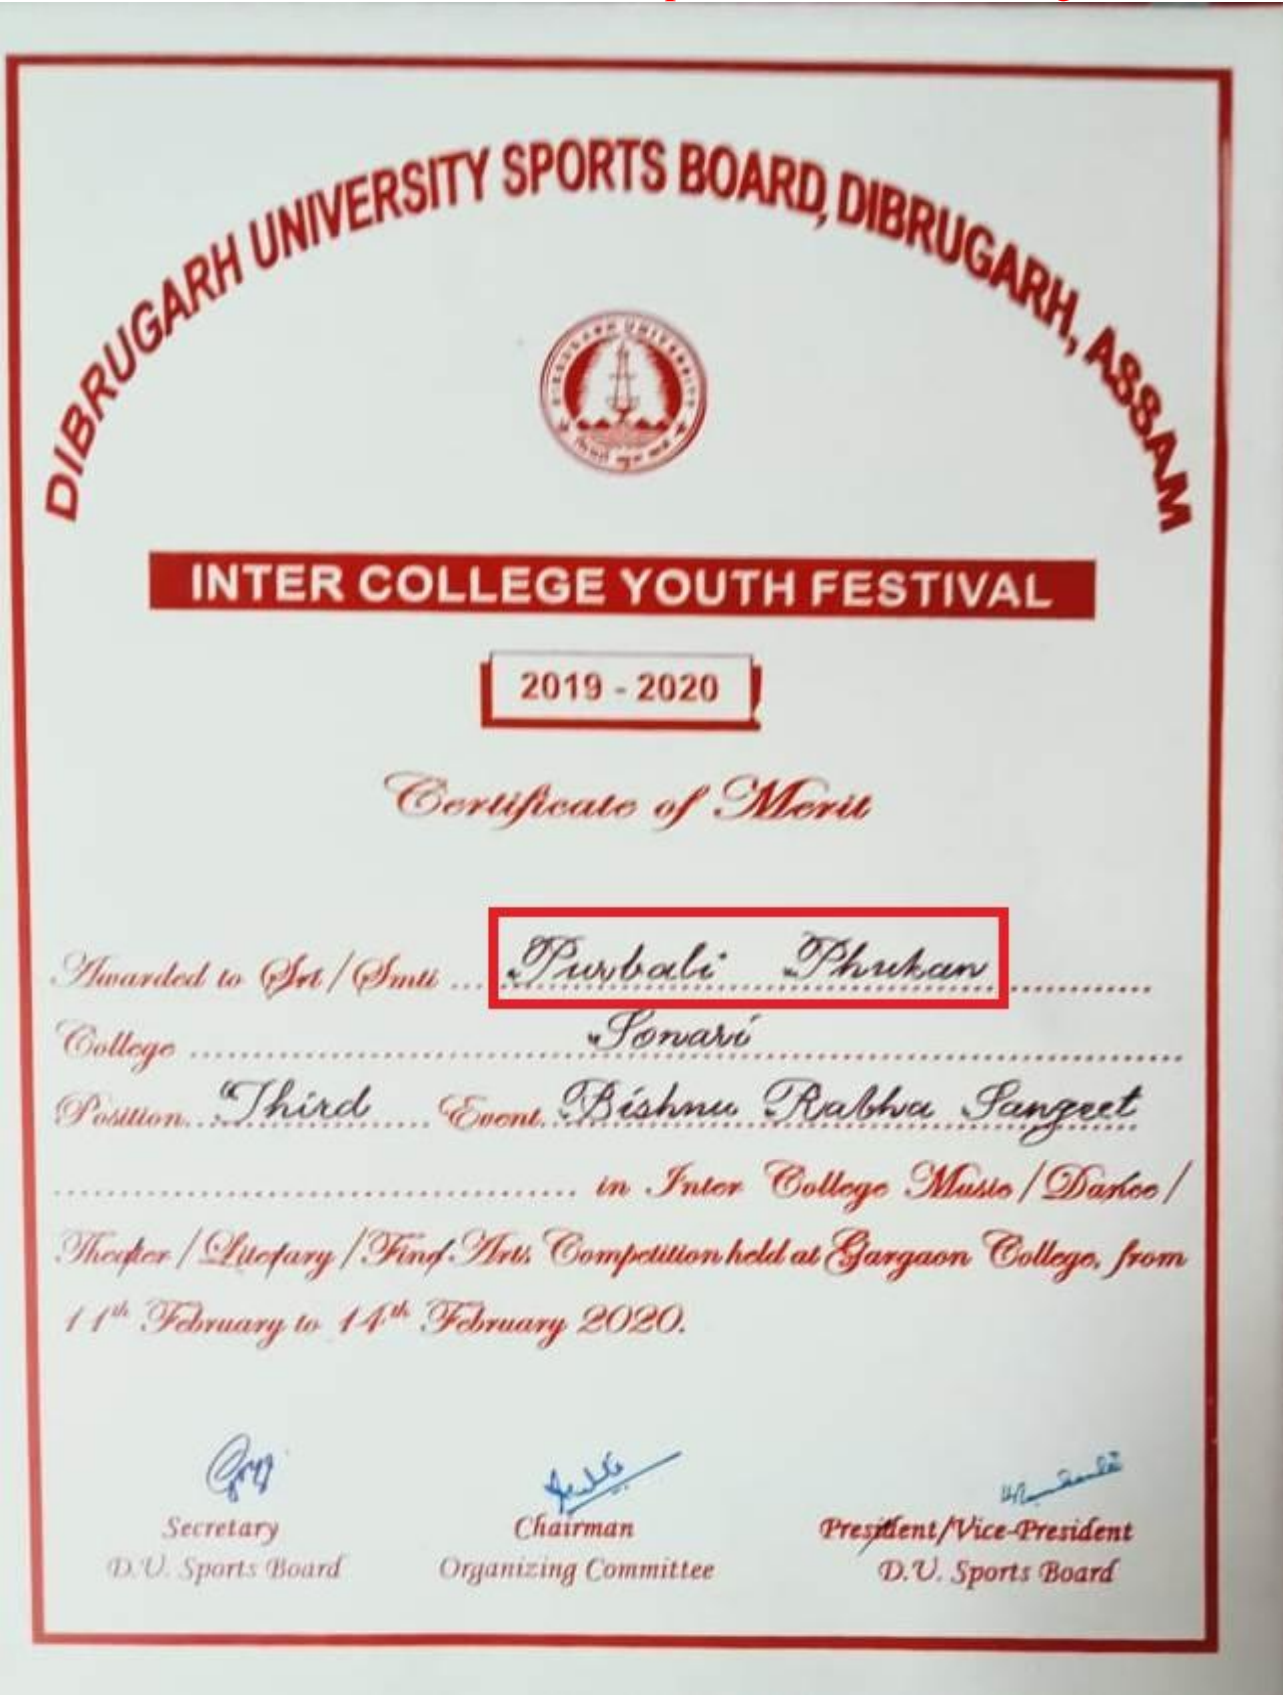 DIBRUGARH UNIVERSITY SPORTS BOARD, DIBRUGARH, ASSAM
DIBRUGARH UNIVERSITY
INTER COLLEGE YOUTH FESTIVAL
2019 - 2020
Certificate of Merit
Awarded to Sri/Smti ... Purbali Phukan
College ... Sonari
Position... Third ... Event. Bishnu Rabha Sangeet
... in Inter College Music/Dance/
Theater/Literary/Fine Arts Competition held at Gargaon College, from
11th February to 14th February 2020.
Secretary
D.U. Sports Board
Chairman
Organizing Committee
President/Vice-President
D.U. Sports Board